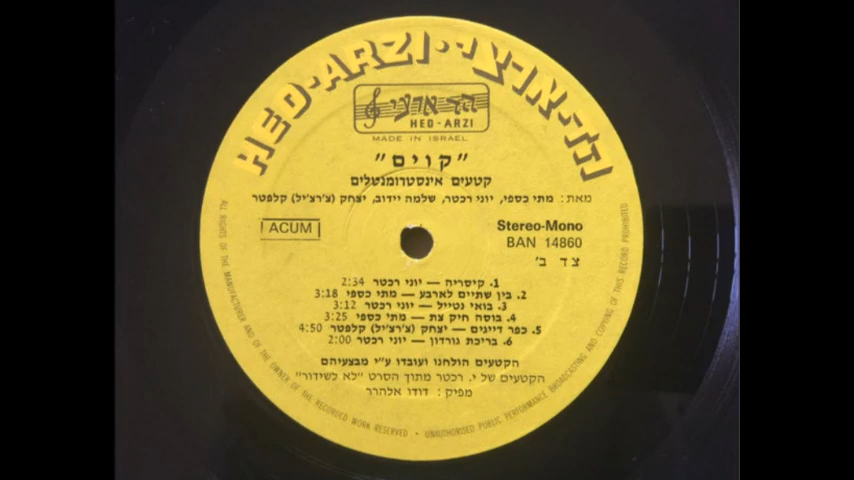 HED-ARZI · הד-ארצי
הד ארצי
HED-ARZI
MADE IN ISRAEL
"קוים"
קטעים אינסטרומנטלים
מאת: מתי כספי, יוני רכטר, שלמה יידוב, יצחק (צ'רצ'יל) קלפטר
ACUM
Stereo-Mono
BAN 14860
צד ב'
1. קיסריה — יוני רכטר 2:34
2. בין שתיים לארבע — מתי כספי 3:18
3. בואי נטייל — יוני רכטר 3:12
4. בוסה חיק צת — מתי כספי 3:25
5. כפר דייגים — יצחק (צ'רצ'יל) קלפטר 4:50
6. בריכת גורדון — יוני רכטר 2:00
הקטעים הולחנו ועובדו ע"י מבצעיהם
הקטעים של י. רכטר מתוך הסרט "לא לשידור"
מפיק: דודו אלהרר
ALL RIGHTS OF THE MANUFACTURER AND OF THE OWNER OF THE RECORDED WORK RESERVED • UNAUTHORIZED PUBLIC PERFORMANCE BROADCASTING AND COPYING OF THIS RECORD PROHIBITED